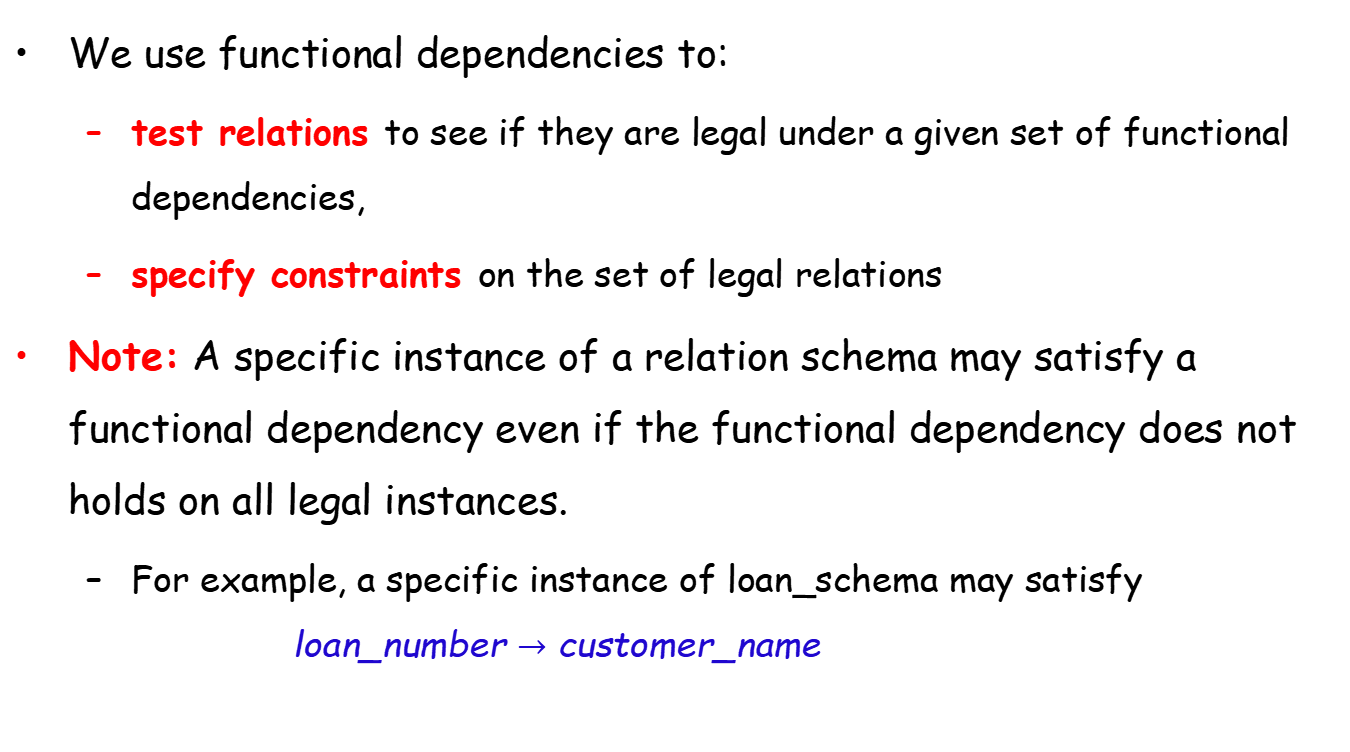 • We use functional dependencies to:
– test relations to see if they are legal under a given set of functional
dependencies,
– specify constraints on the set of legal relations
• Note: A specific instance of a relation schema may satisfy a
functional dependency even if the functional dependency does not
holds on all legal instances.
– For example, a specific instance of loan_schema may satisfy
loan_number → customer_name